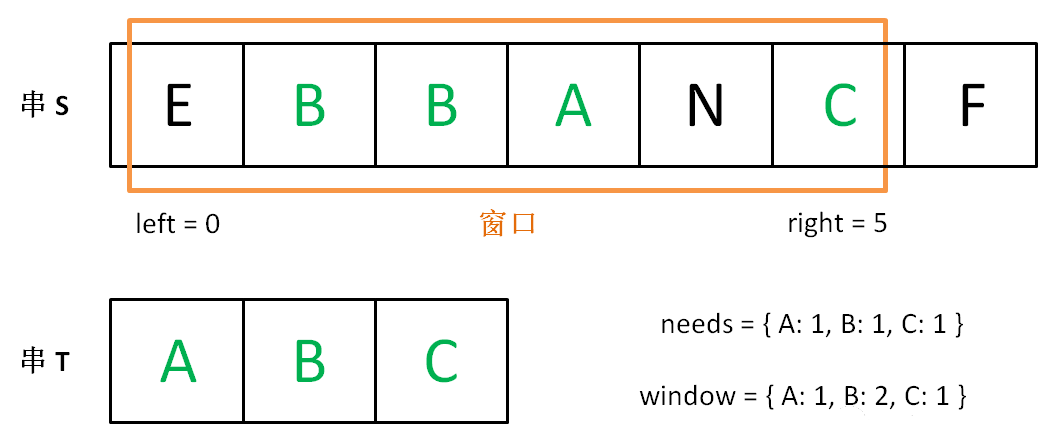 串 S E B B A N C F
left = 0 窗口 right = 5
串 T A B C
needs = { A: 1, B: 1, C: 1 }
window = { A: 1, B: 2, C: 1 }